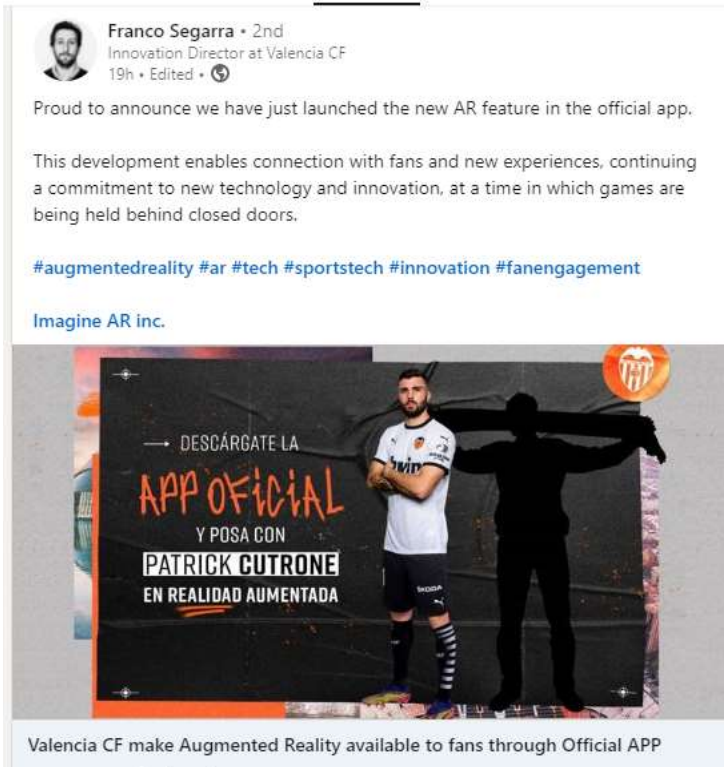 Franco Segarra • 2nd
Innovation Director at Valencia CF
19h • Edited •
Proud to announce we have just launched the new AR feature in the official app.
This development enables connection with fans and new experiences, continuing
a commitment to new technology and innovation, at a time in which games are
being held behind closed doors.
#augmentedreality #ar #tech #sportstech #innovation #fanengagement
Imagine AR inc.
→ DESCÁRGATE LA
APP OFiCiAL
Y POSA CON
PATRICK CUTRONE
EN REALIDAD AUMENTADA
bwin
ŠKODA
Valencia CF make Augmented Reality available to fans through Official APP